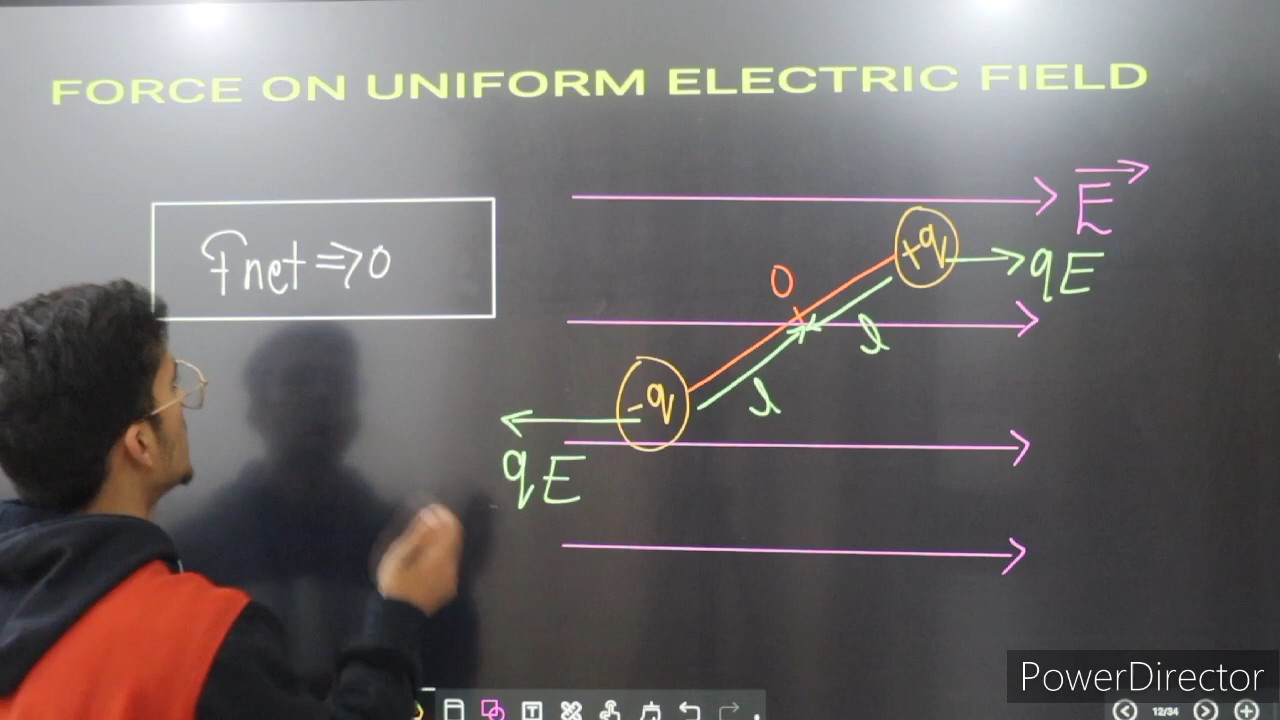 FORCE ON UNIFORM ELECTRIC FIELD
Fnet => 0
E
+q
qE
O
l
-q
l
qE
PowerDirector
12/34